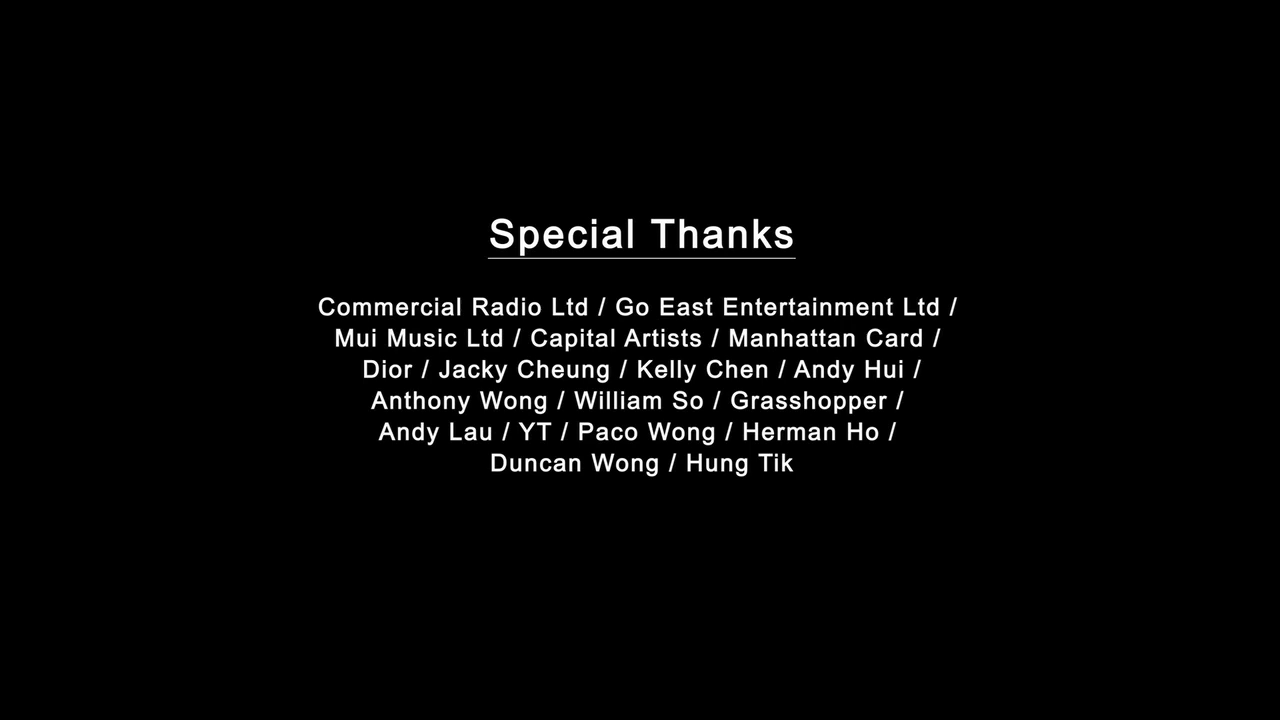 Special Thanks
Commercial Radio Ltd / Go East Entertainment Ltd /
Mui Music Ltd / Capital Artists / Manhattan Card /
Dior / Jacky Cheung / Kelly Chen / Andy Hui /
Anthony Wong / William So / Grasshopper /
Andy Lau / YT / Paco Wong / Herman Ho /
Duncan Wong / Hung Tik